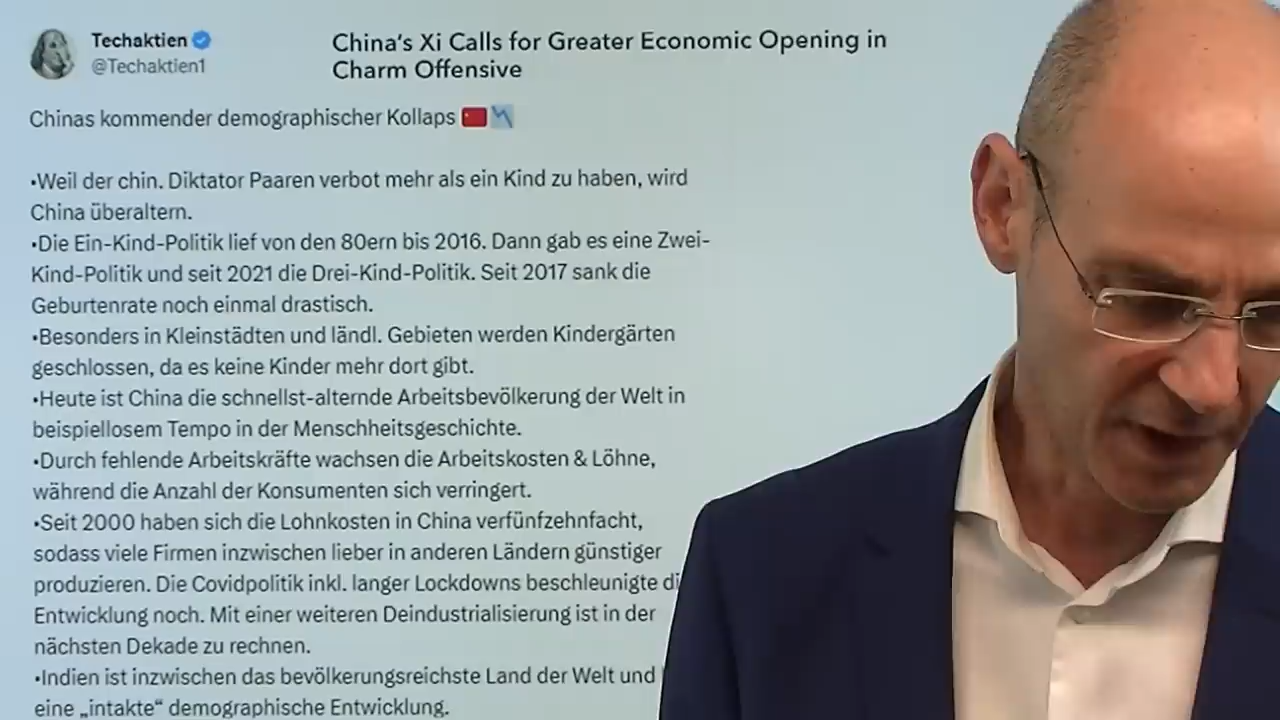 Techaktien
@Techaktien1
China's Xi Calls for Greater Economic Opening in
Charm Offensive
Chinas kommender demographischer Kollaps
•Weil der chin. Diktator Paaren verbot mehr als ein Kind zu haben, wird
China überaltern.
•Die Ein-Kind-Politik lief von den 80ern bis 2016. Dann gab es eine Zwei-
Kind-Politik und seit 2021 die Drei-Kind-Politik. Seit 2017 sank die
Geburtenrate noch einmal drastisch.
•Besonders in Kleinstädten und ländl. Gebieten werden Kindergärten
geschlossen, da es keine Kinder mehr dort gibt.
•Heute ist China die schnellst-alternde Arbeitsbevölkerung der Welt in
beispiellosem Tempo in der Menschheitsgeschichte.
•Durch fehlende Arbeitskräfte wachsen die Arbeitskosten & Löhne,
während die Anzahl der Konsumenten sich verringert.
•Seit 2000 haben sich die Lohnkosten in China verfünfzehnfacht,
sodass viele Firmen inzwischen lieber in anderen Ländern günstiger
produzieren. Die Covidpolitik inkl. langer Lockdowns beschleunigte
Entwicklung noch. Mit einer weiteren Deindustrialisierung ist in der
nächsten Dekade zu rechnen.
•Indien ist inzwischen das bevölkerungsreichste Land der Welt und
eine „intakte“ demographische Entwicklung.